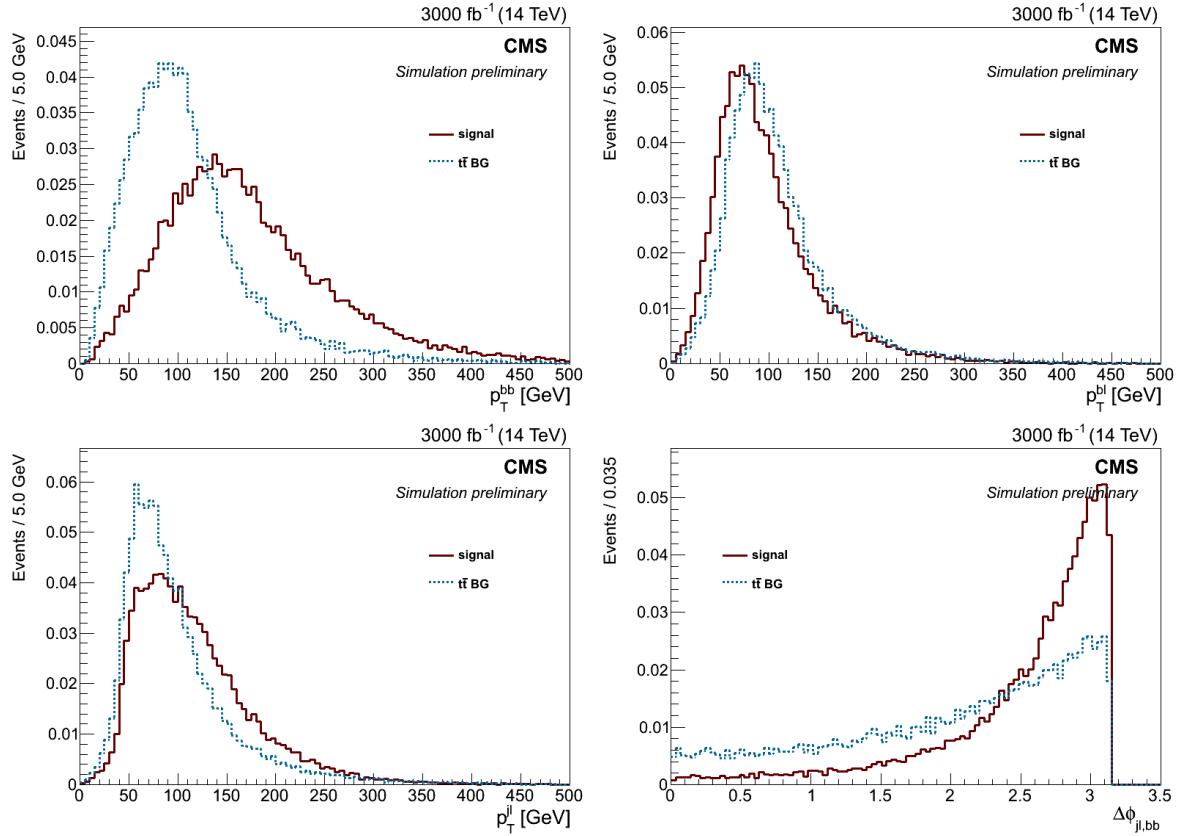 3000 fb⁻¹ (14 TeV)
Events / 5.0 GeV
CMS
Simulation preliminary
signal
tt̄ BG
0.045
0.04
0.035
0.03
0.025
0.02
0.015
0.01
0.005
0
0 50 100 150 200 250 300 350 400 450 500
p_T^bb [GeV]
3000 fb⁻¹ (14 TeV)
Events / 5.0 GeV
CMS
Simulation preliminary
signal
tt̄ BG
0.06
0.05
0.04
0.03
0.02
0.01
0
0 50 100 150 200 250 300 350 400 450 500
p_T^bl [GeV]
3000 fb⁻¹ (14 TeV)
Events / 5.0 GeV
CMS
Simulation preliminary
signal
tt̄ BG
0.06
0.05
0.04
0.03
0.02
0.01
0
0 50 100 150 200 250 300 350 400 450 500
p_T^jl [GeV]
3000 fb⁻¹ (14 TeV)
Events / 0.035
CMS
Simulation preliminary
signal
tt̄ BG
0.05
0.04
0.03
0.02
0.01
0
0 0.5 1 1.5 2 2.5 3 3.5
Δϕ_jl,bb